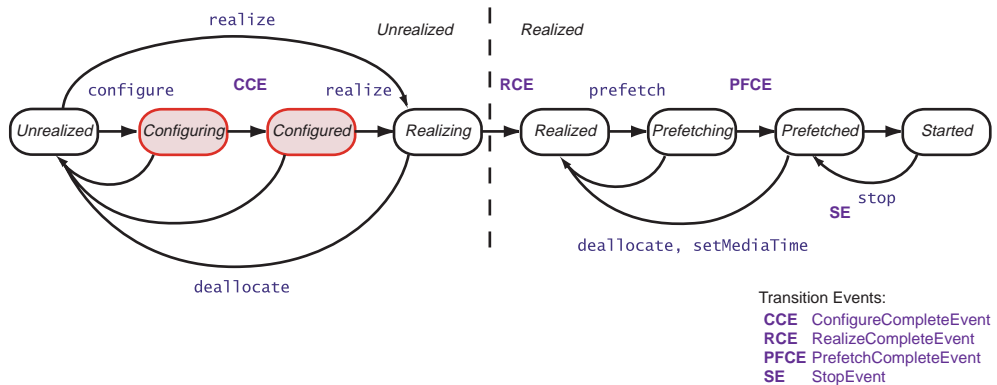 realize
Unrealized
Realized
configure
CCE
realize
RCE
prefetch
PFCE
Unrealized
Configuring
Configured
Realizing
Realized
Prefetching
Prefetched
Started
stop
SE
deallocate, setMediaTime
deallocate
Transition Events:
CCE ConfigureCompleteEvent
RCE RealizeCompleteEvent
PFCE PrefetchCompleteEvent
SE StopEvent